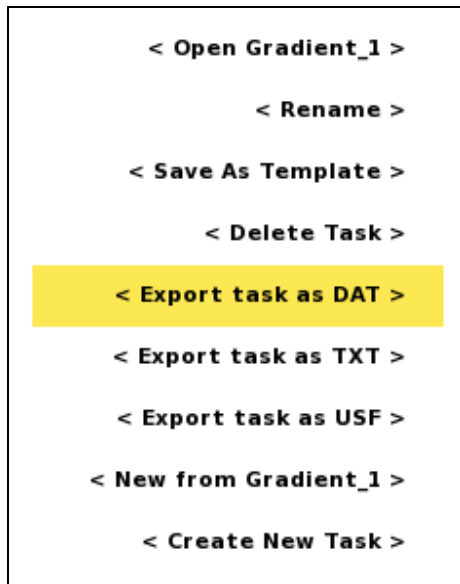 < Open Gradient_1 >
< Rename >
< Save As Template >
< Delete Task >
< Export task as DAT >
< Export task as TXT >
< Export task as USF >
< New from Gradient_1 >
< Create New Task >